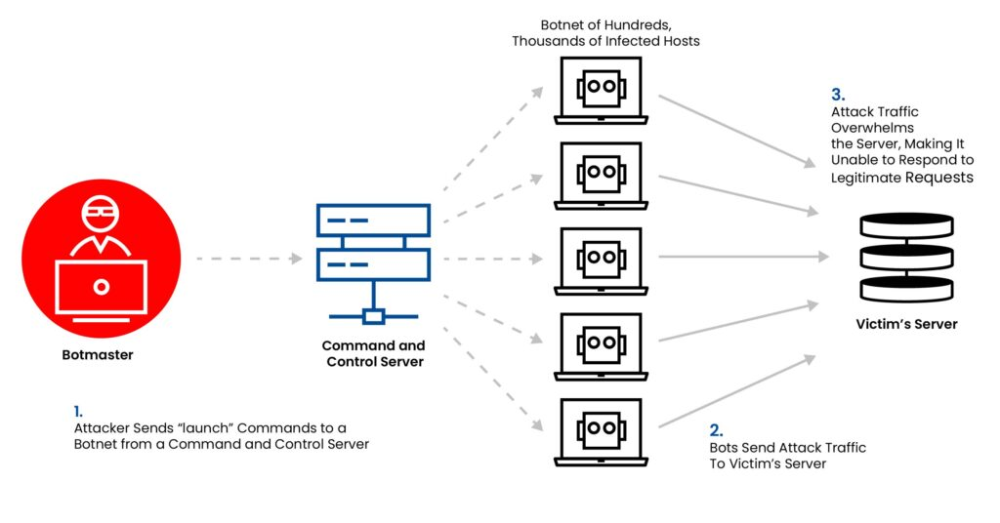 Botnet of Hundreds,
Thousands of Infected Hosts
3.
Attack Traffic
Overwhelms
the Server, Making It
Unable to Respond to
Legitimate Requests
Botmaster
Command and
Control Server
Victim's Server
1.
Attacker Sends “launch” Commands to a
Botnet from a Command and Control Server
2.
Bots Send Attack Traffic
To Victim's Server